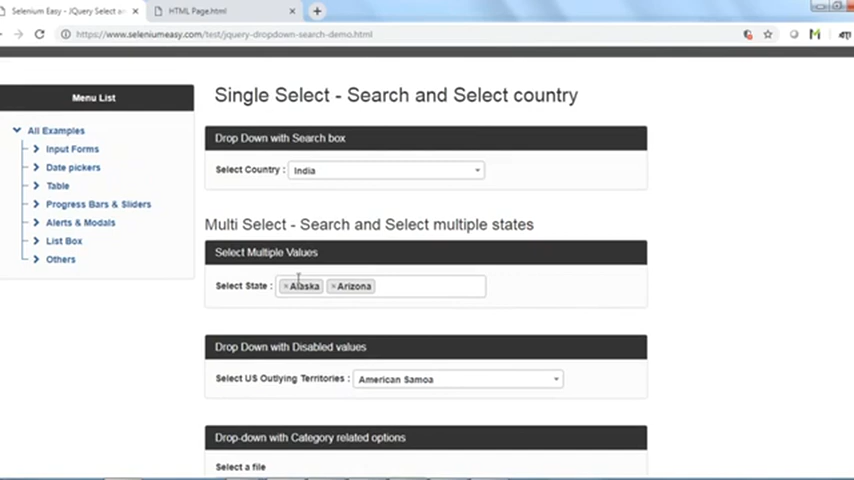 Selenium Easy - JQuery Select an
HTML Page.html
https://www.seleniumeasy.com/test/jquery-dropdown-search-demo.html
Menu List
All Examples
Input Forms
Date pickers
Table
Progress Bars & Sliders
Alerts & Modals
List Box
Others
Single Select - Search and Select country
Drop Down with Search box
Select Country : India
Multi Select - Search and Select multiple states
Select Multiple Values
Select State : ×Alaska ×Arizona
Drop Down with Disabled values
Select US Outlying Territories : American Samoa
Drop-down with Category related options
Select a file